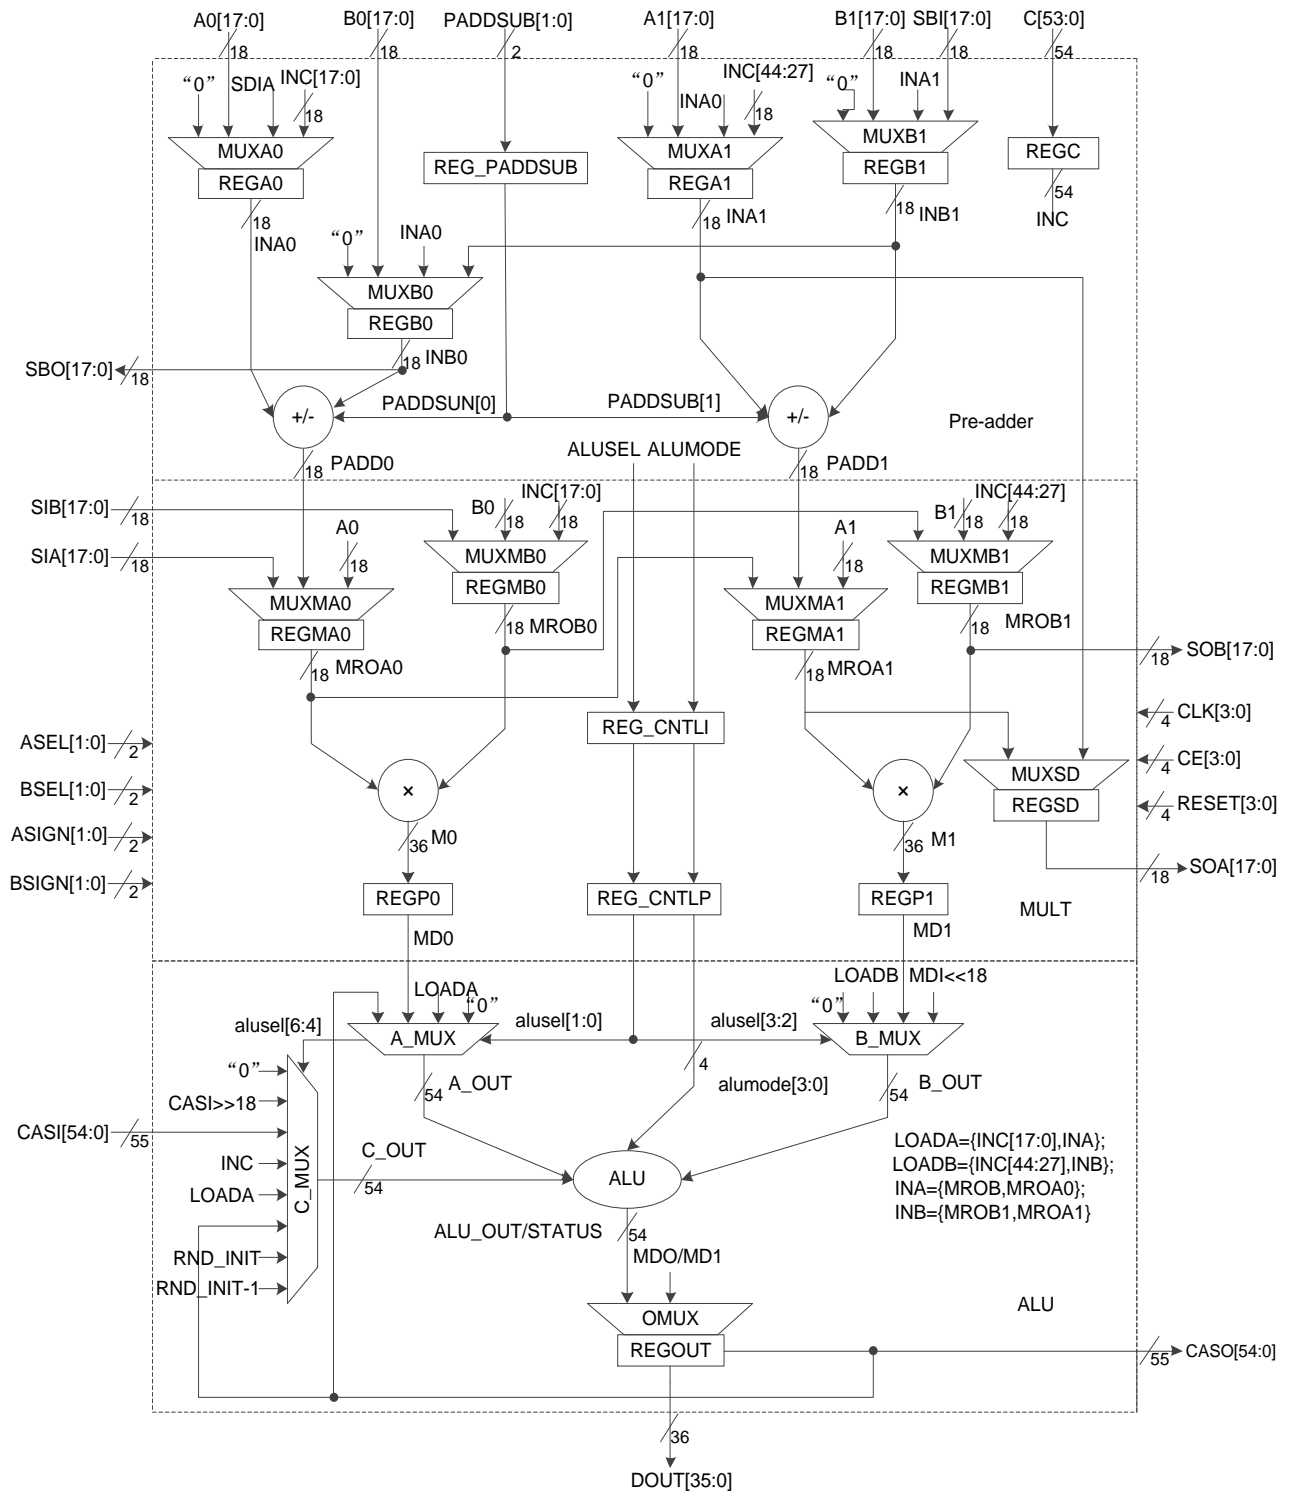 A0[17:0] B0[17:0] PADDSUB[1:0] A1[17:0] B1[17:0] SBI[17:0] C[53:0]
18 18 2 18 18 18 54
“0” SDIA INC[17:0] “0” INA0 INC[44:27] “0” INA1
18 18
MUXA0 MUXA1 MUXB1 REGC
REGA0 REG_PADDSUB REGA1 REGB1
18 INA0 18 INA1 18 INB1 54 INC
“0” INA0
MUXB0
REGB0
18 INB0
SBO[17:0] 18
+/- PADDSUN[0] PADDSUB[1] +/-
Pre-adder
18 PADD0 ALUSEL ALUMODE 18 PADD1
SIB[17:0] 18 B0 18 INC[17:0] 18 B1 18 INC[44:27] 18
SIA[17:0] 18 A0 18 A1 18
MUXMB0 MUXMB1
REGMB0 REGMB1
MUXMA0 MUXMA1
REGMA0 REGMA1
18 MROB0 18 MROB1
18 MROA0 18 MROA1
18 SOB[17:0]
4 CLK[3:0]
REG_CNTLI
ASEL[1:0] 2
4 CE[3:0]
MUXSD
BSEL[1:0] 2 × ×
REGSD 4 RESET[3:0]
ASIGN[1:0] 2 36 M0 36 M1
18 SOA[17:0]
BSIGN[1:0] 2
REGP0 REG_CNTLP REGP1
MULT
MD0 MD1
LOADA “0” “0” LOADB MDI<<18
alusel[6:4] A_MUX alusel[1:0] alusel[3:2] B_MUX
“0” 4
54 A_OUT alumode[3:0] 54 B_OUT
CASI>>18
CASI[54:0] 55
C_MUX
INC
LOADA
RND_INIT
RND_INIT-1
C_OUT
54
ALU
LOADA={INC[17:0],INA};
LOADB={INC[44:27],INB};
INA={MROB,MROA0};
INB={MROB1,MROA1}
ALU_OUT/STATUS 54
MDO/MD1
OMUX
ALU
REGOUT
55 CASO[54:0]
36
DOUT[35:0]